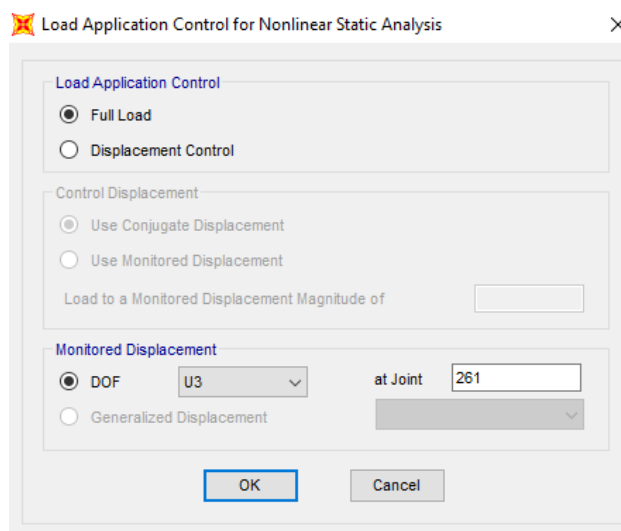 Load Application Control for Nonlinear Static Analysis
Load Application Control
Full Load
Displacement Control
Control Displacement
Use Conjugate Displacement
Use Monitored Displacement
Load to a Monitored Displacement Magnitude of
Monitored Displacement
DOF U3 at Joint 261
Generalized Displacement
OK Cancel